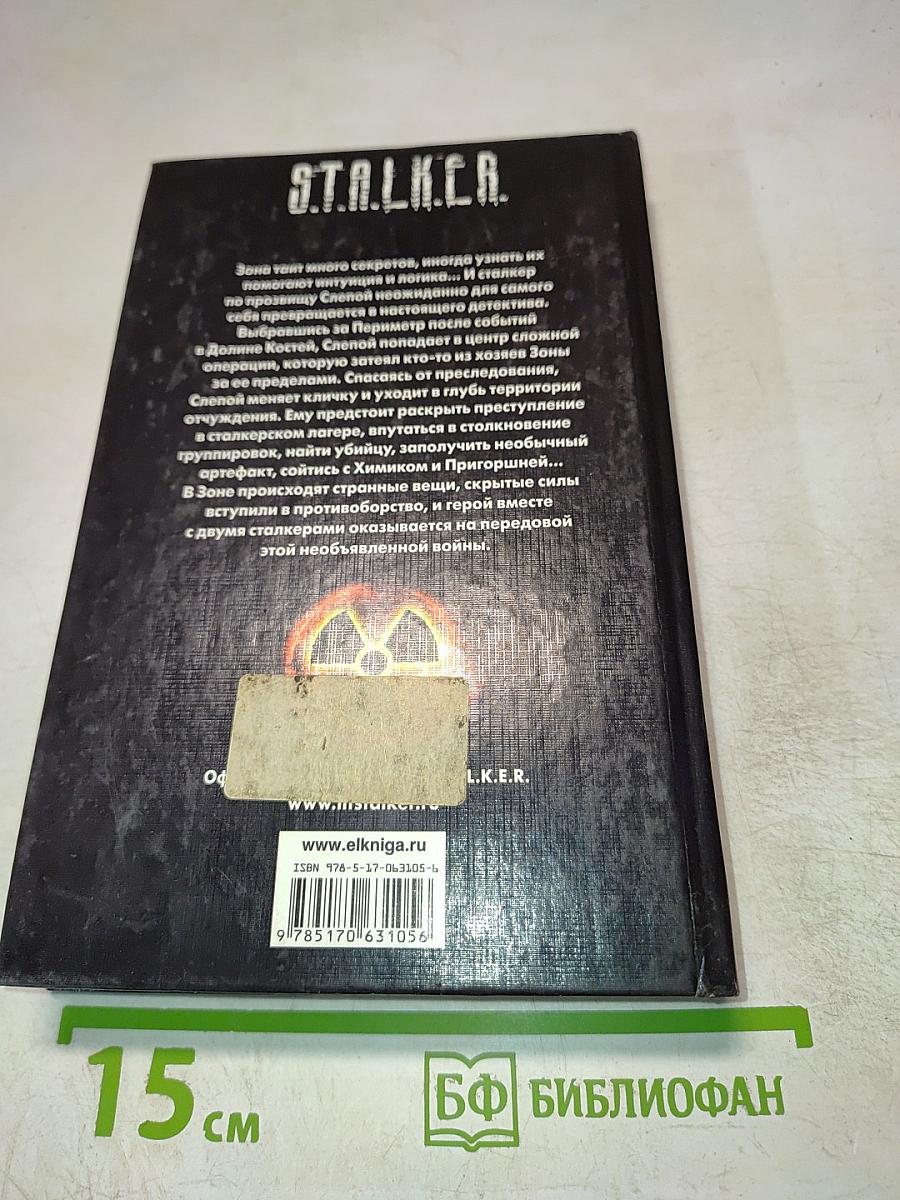 S.T.A.L.K.E.R.
Зона таит много секретов, иногда узнать их
помогают интуиция и логика... И сталкер
по прозвищу Слепой неожиданно для самого
себя превращается в настоящего детектива.
Выбравшись за Периметр после событий
в Долине Костей, Слепой попадает в центр сложной
операции, которую затеял кто-то из хозяев Зоны
за ее пределами. Спасаясь от преследования,
Слепой меняет кличку и уходит в глубь территории
отчуждения. Ему предстоит раскрыть преступление
в сталкерском лагере, впутаться в столкновение
группировок, найти убийцу, заполучить необычный
артефакт, сойтись с Химиком и Пригоршней...
В Зоне происходят странные вещи, скрытые силы
вступили в противоборство, и герой вместе
с двумя сталкерами оказывается на передовой
этой необъявленной войны.
L.K.E.R.
www.elkniga.ru
ISBN 978-5-17-063105-6
9 785170 631056
15 см
БФ БИБЛИОФАН